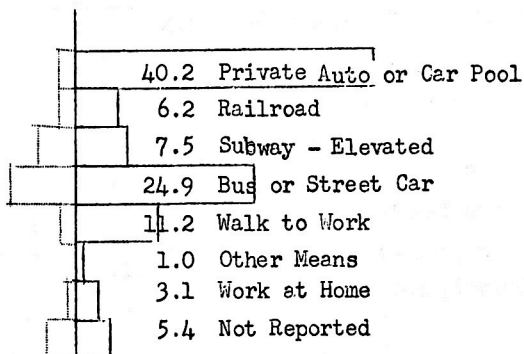 40.2 Private Auto or Car Pool
6.2 Railroad
7.5 Subway - Elevated
24.9 Bus or Street Car
11.2 Walk to Work
1.0 Other Means
3.1 Work at Home
5.4 Not Reported